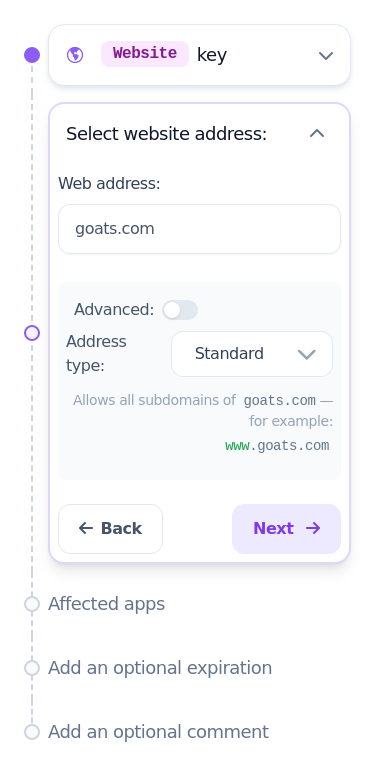 Website key
Select website address:
Web address:
goats.com
Advanced:
Address
type:
Standard
Allows all subdomains of goats.com —
for example:
www.goats.com
← Back
Next →
Affected apps
Add an optional expiration
Add an optional comment